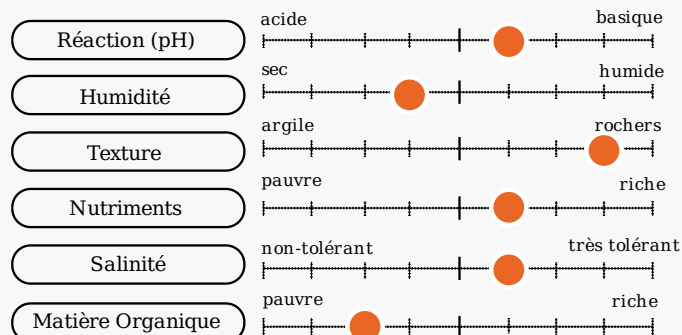 acide basique
Réaction (pH)
sec humide
Humidité
argile rochers
Texture
pauvre riche
Nutriments
non-tolérant très tolérant
Salinité
pauvre riche
Matière Organique